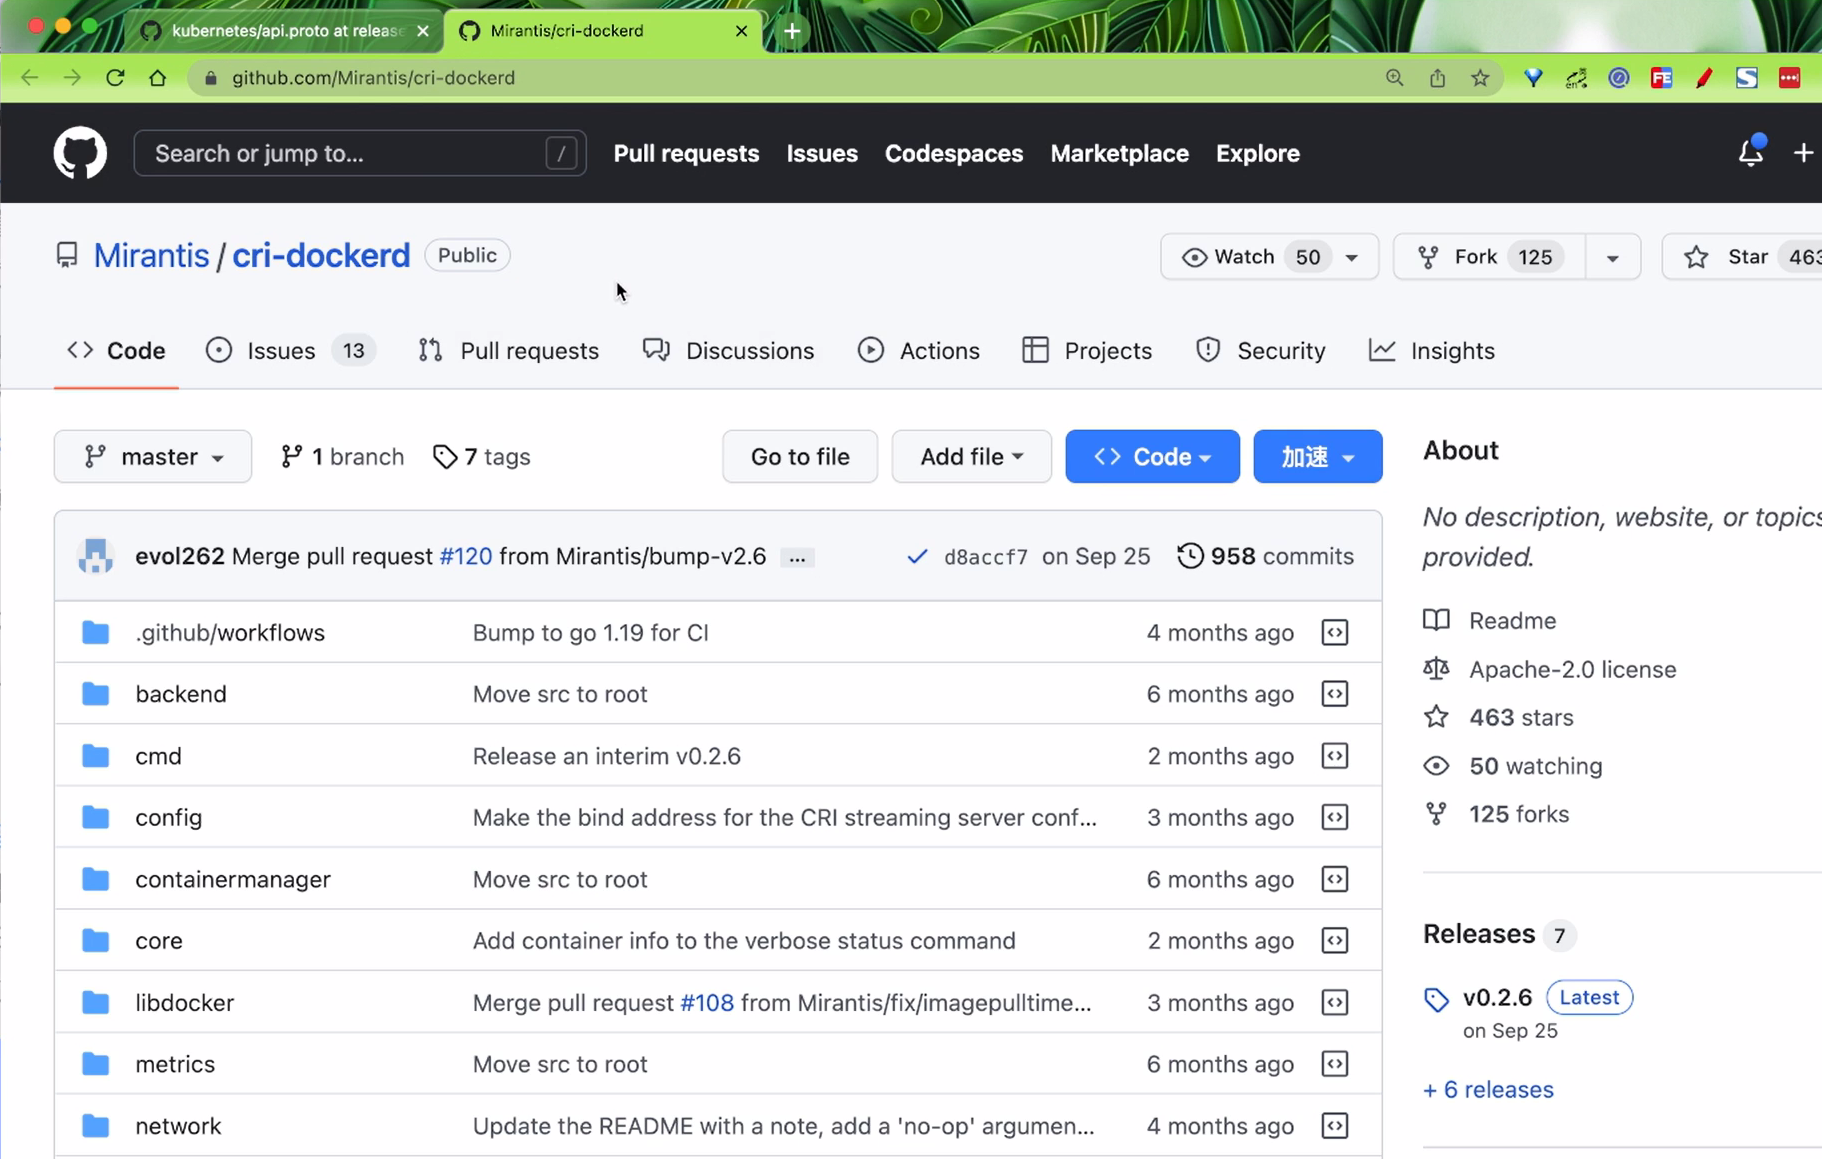 kubernetes/api.proto at release
Mirantis/cri-dockerd
github.com/Mirantis/cri-dockerd
FE
Search or jump to... /
Pull requests Issues Codespaces Marketplace Explore
Mirantis / cri-dockerd Public
Watch 50 Fork 125 Star 463
Code Issues 13 Pull requests Discussions Actions Projects Security Insights
master 1 branch 7 tags Go to file Add file Code 加速
evol262 Merge pull request #120 from Mirantis/bump-v2.6 ... d8accf7 on Sep 25 958 commits
.github/workflows Bump to go 1.19 for CI 4 months ago
backend Move src to root 6 months ago
cmd Release an interim v0.2.6 2 months ago
config Make the bind address for the CRI streaming server conf... 3 months ago
containermanager Move src to root 6 months ago
core Add container info to the verbose status command 2 months ago
libdocker Merge pull request #108 from Mirantis/fix/imagepulltime... 3 months ago
metrics Move src to root 6 months ago
network Update the README with a note, add a 'no-op' argumen... 4 months ago
About
No description, website, or topics
provided.
Readme
Apache-2.0 license
463 stars
50 watching
125 forks
Releases 7
v0.2.6 Latest
on Sep 25
+ 6 releases